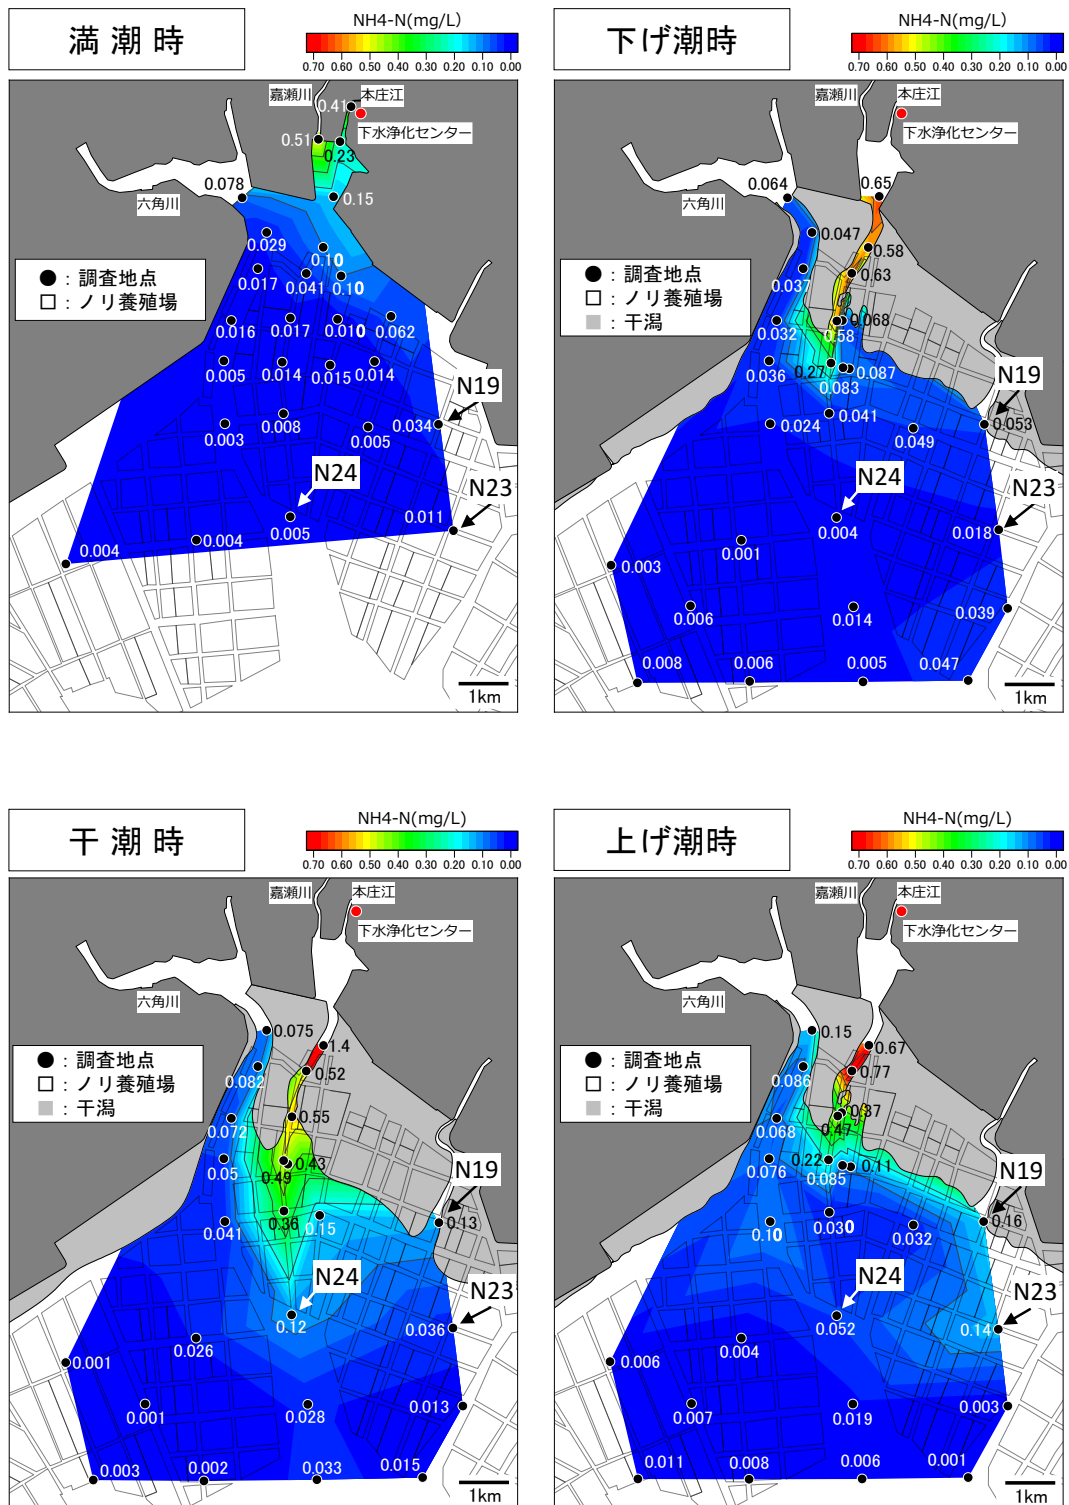 満 潮 時
NH4-N(mg/L)
0.70 0.60 0.50 0.40 0.30 0.20 0.10 0.00
嘉瀬川
本庄江
0.41
下水浄化センター
0.51
0.23
0.078
六角川
0.15
0.029
0.10
0.017
0.041
0.10
● : 調査地点
□ : ノリ養殖場
0.016
0.017
0.010
0.062
0.005
0.014
0.015
0.014
N19
0.003
0.008
0.005
0.034
N24
N23
0.011
0.005
0.004
0.004
1km
下げ潮時
NH4-N(mg/L)
0.70 0.60 0.50 0.40 0.30 0.20 0.10 0.00
嘉瀬川
本庄江
下水浄化センター
0.064
0.65
六角川
0.047
0.58
0.037
0.63
● : 調査地点
□ : ノリ養殖場
■ : 干潟
0.032
0.58
0.068
0.036
0.27
0.087
0.083
N19
0.024
0.041
0.049
0.053
N24
N23
0.004
0.018
0.001
0.003
0.006
0.014
0.039
0.008
0.006
0.005
0.047
1km
干 潮 時
NH4-N(mg/L)
0.70 0.60 0.50 0.40 0.30 0.20 0.10 0.00
嘉瀬川
本庄江
下水浄化センター
六角川
0.075
1.4
0.082
0.52
● : 調査地点
□ : ノリ養殖場
■ : 干潟
0.072
0.55
0.05
0.43
0.49
N19
0.36
0.15
0.041
0.13
N24
N23
0.12
0.036
0.026
0.001
0.001
0.028
0.013
0.003
0.002
0.033
0.015
1km
上げ潮時
NH4-N(mg/L)
0.70 0.60 0.50 0.40 0.30 0.20 0.10 0.00
嘉瀬川
本庄江
下水浄化センター
六角川
0.15
0.67
0.086
0.77
● : 調査地点
□ : ノリ養殖場
■ : 干潟
0.068
0.37
0.47
0.076
0.22
0.11
0.085
N19
0.10
0.030
0.032
0.16
N24
N23
0.052
0.14
0.004
0.006
0.007
0.019
0.003
0.011
0.008
0.006
0.001
1km